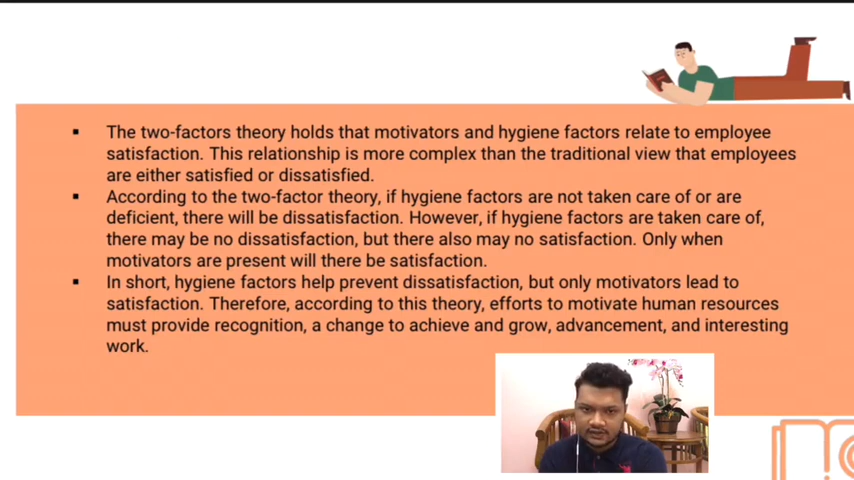 ▪ The two-factors theory holds that motivators and hygiene factors relate to employee
satisfaction. This relationship is more complex than the traditional view that employees
are either satisfied or dissatisfied.
▪ According to the two-factor theory, if hygiene factors are not taken care of or are
deficient, there will be dissatisfaction. However, if hygiene factors are taken care of,
there may be no dissatisfaction, but there also may no satisfaction. Only when
motivators are present will there be satisfaction.
▪ In short, hygiene factors help prevent dissatisfaction, but only motivators lead to
satisfaction. Therefore, according to this theory, efforts to motivate human resources
must provide recognition, a change to achieve and grow, advancement, and interesting
work.